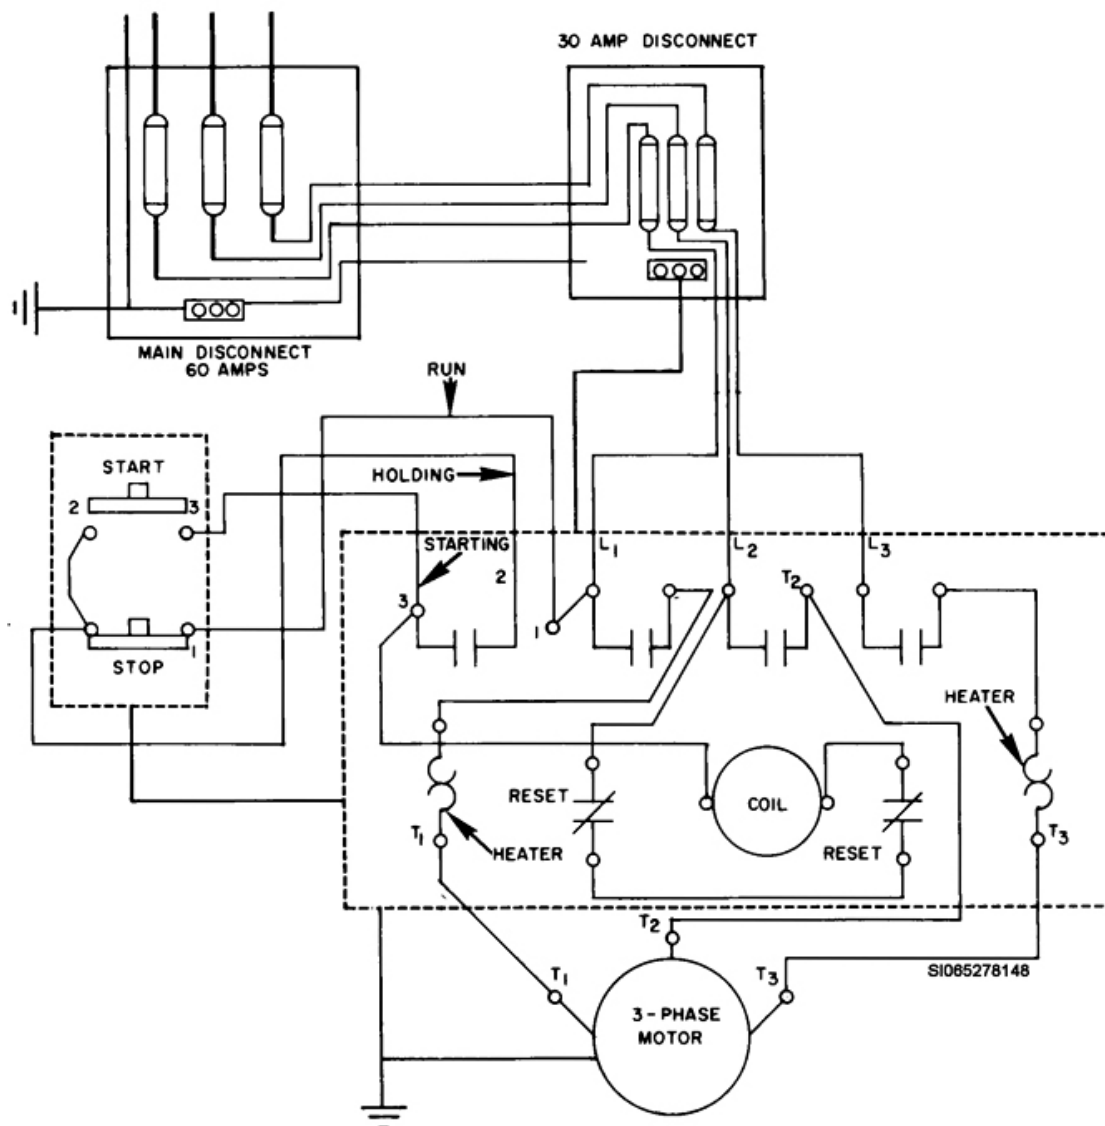 30 AMP DISCONNECT
MAIN DISCONNECT
60 AMPS
RUN
START
HOLDING
2 3
STARTING
L1
L2
L3
2
T2
3
1
1
STOP
HEATER
RESET
COIL
T1
HEATER
RESET
T3
T2
SI065278148
T1
T3
3-PHASE
MOTOR